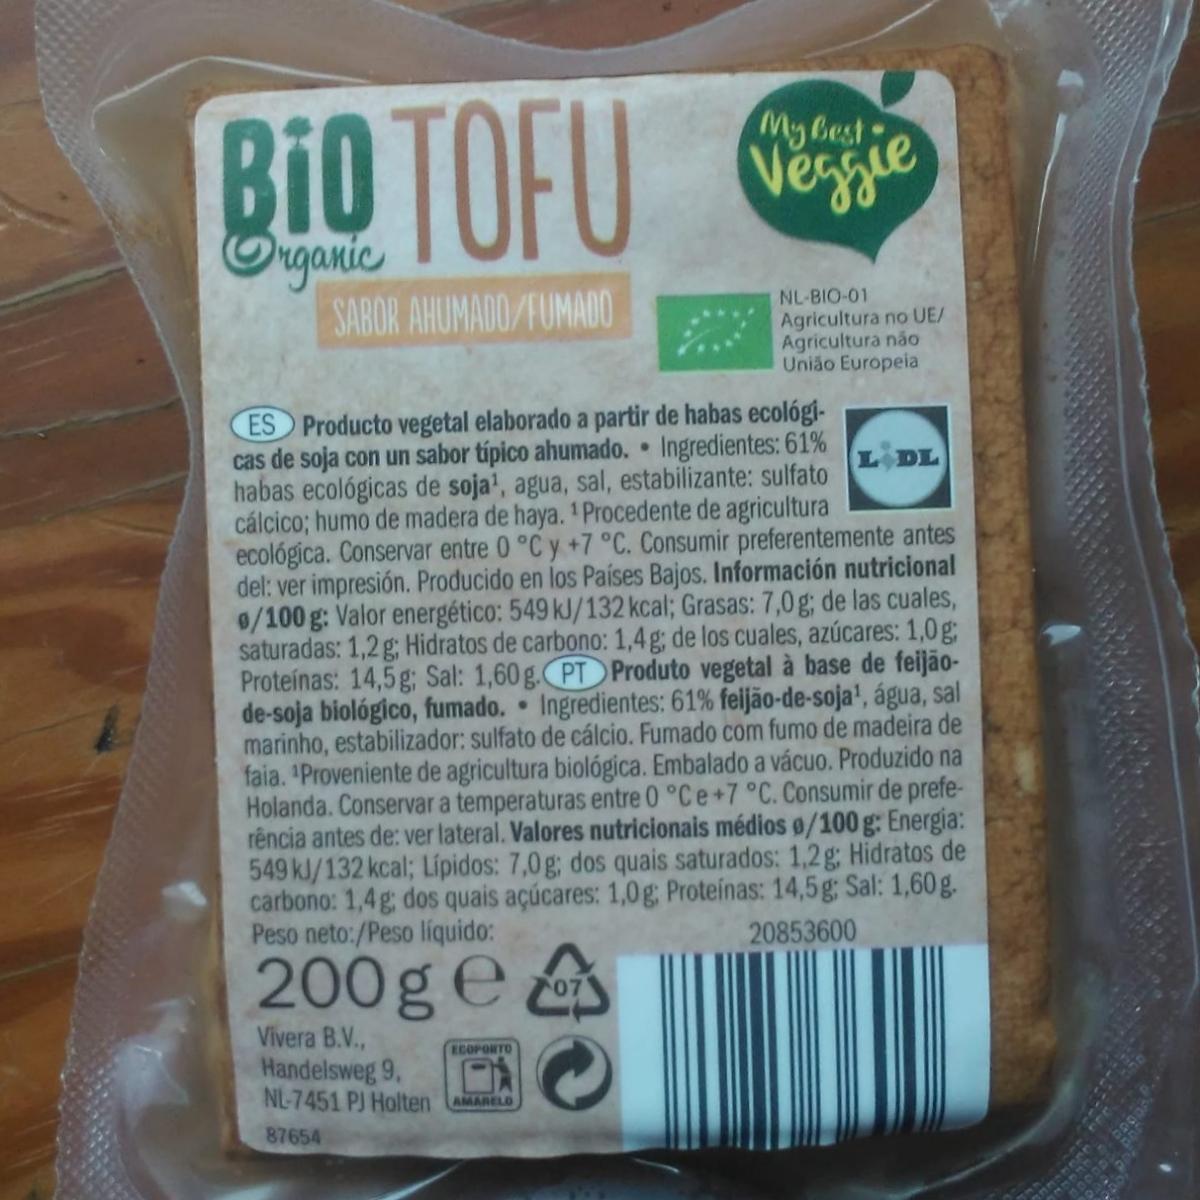 BiO
Organic
TOFU
SABOR AHUMADO/FUMADO
My Best
Veggie
NL-BIO-01
Agricultura no UE/
Agricultura não
União Europeia
ES Producto vegetal elaborado a partir de habas ecológi-
cas de soja con un sabor típico ahumado. • Ingredientes: 61%
habas ecológicas de soja¹, agua, sal, estabilizante: sulfato
cálcico; humo de madera de haya. ¹ Procedente de agricultura
ecológica. Conservar entre 0 °C y +7 °C. Consumir preferentemente antes
del: ver impresión. Producido en los Países Bajos. Información nutricional
ø/100 g: Valor energético: 549 kJ/132 kcal; Grasas: 7,0 g; de las cuales,
saturadas: 1,2 g; Hidratos de carbono: 1,4 g; de los cuales, azúcares: 1,0 g;
Proteínas: 14,5 g; Sal: 1,60 g. PT Produto vegetal à base de feijão-
de-soja biológico, fumado. • Ingredientes: 61% feijão-de-soja¹, água, sal
marinho, estabilizador: sulfato de cálcio. Fumado com fumo de madeira de
faia. ¹Proveniente de agricultura biológica. Embalado a vácuo. Produzido na
Holanda. Conservar a temperaturas entre 0 °C e +7 °C. Consumir de prefe-
rência antes de: ver lateral. Valores nutricionais médios ø/100 g: Energia:
549 kJ/132 kcal; Lípidos: 7,0 g; dos quais saturados: 1,2 g; Hidratos de
carbono: 1,4 g; dos quais açúcares: 1,0 g; Proteínas: 14,5 g; Sal: 1,60 g.
LIDL
Peso neto:/Peso líquido:
200 g e
07
20853600
Vivera B.V.,
Handelsweg 9,
NL-7451 PJ Holten
ECOPONTO
AMARELO
87654